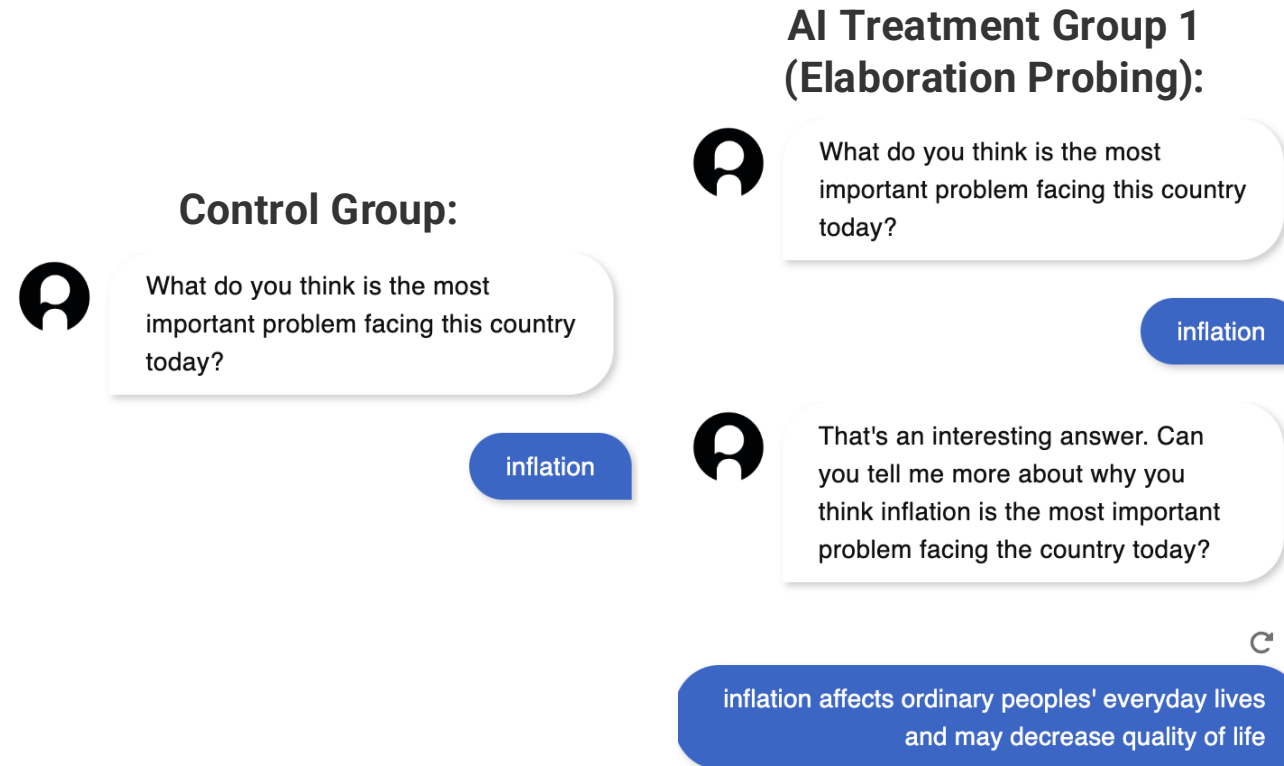 Control Group:
What do you think is the most
important problem facing this country
today?
inflation
AI Treatment Group 1
(Elaboration Probing):
What do you think is the most
important problem facing this country
today?
inflation
That's an interesting answer. Can
you tell me more about why you
think inflation is the most important
problem facing the country today?
inflation affects ordinary peoples' everyday lives
and may decrease quality of life